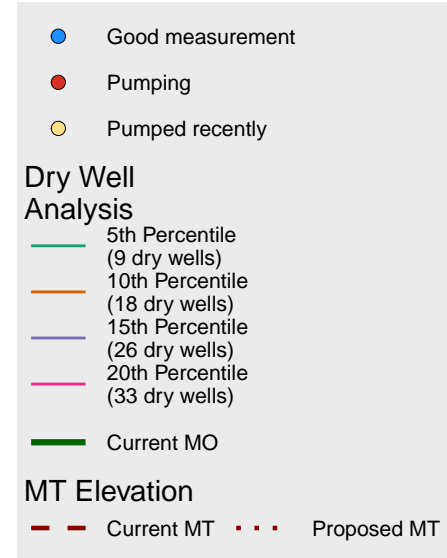 Good measurement
Pumping
Pumped recently
Dry Well
Analysis
5th Percentile
(9 dry wells)
10th Percentile
(18 dry wells)
15th Percentile
(26 dry wells)
20th Percentile
(33 dry wells)
Current MO
MT Elevation
Current MT Proposed MT